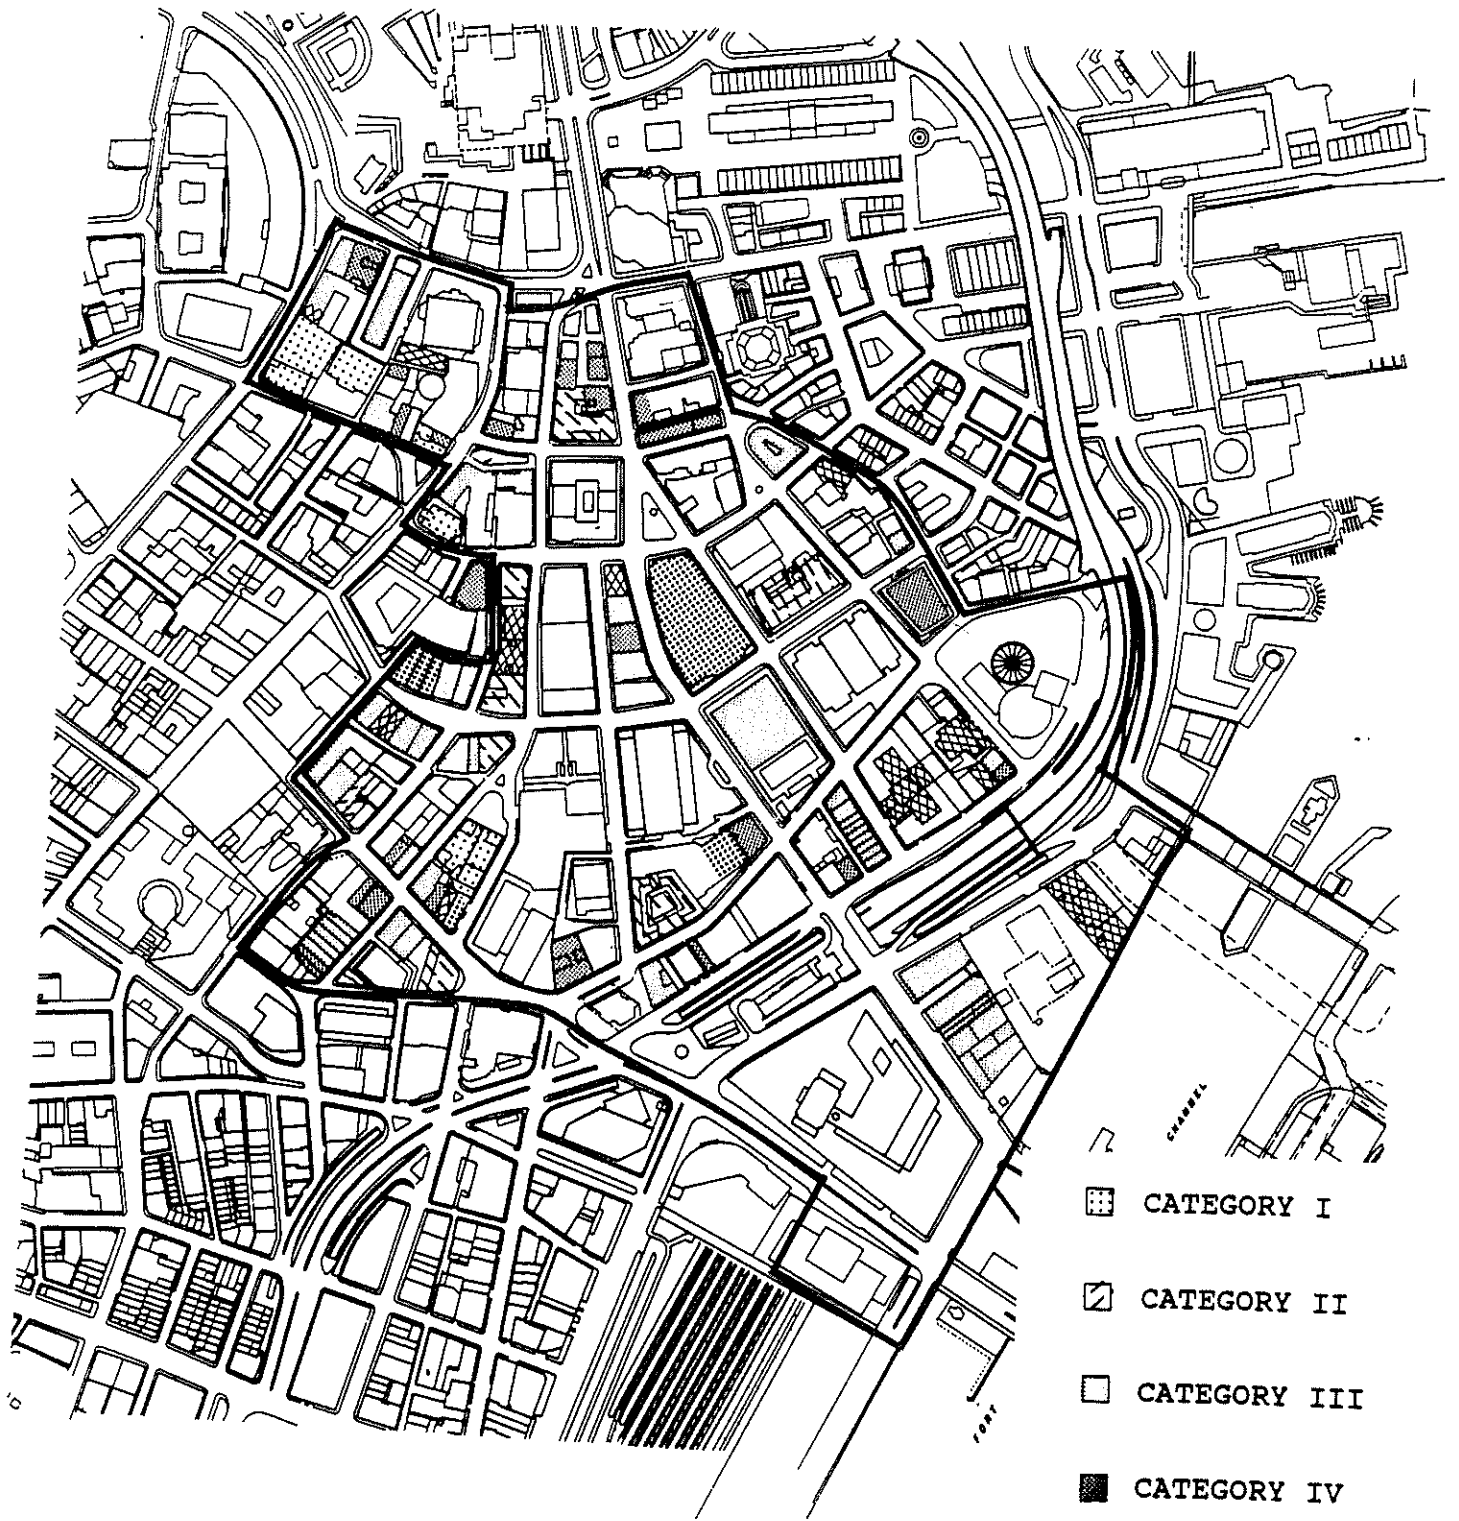 CHANNEL
CATEGORY I
CATEGORY II
CATEGORY III
FORT
CATEGORY IV